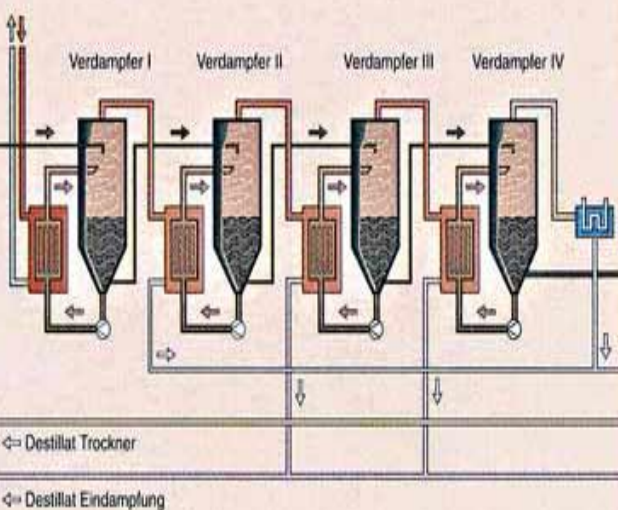 Verdampfer I
Verdampfer II
Verdampfer III
Verdampfer IV
Destillat Trockner
Destillat Eindampfung